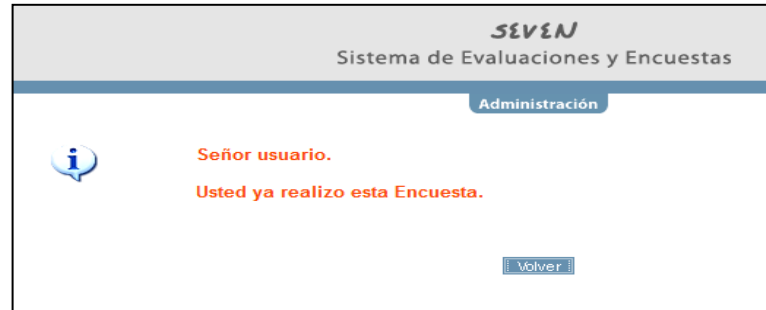 SEVEN
Sistema de Evaluaciones y Encuestas
Administración
Señor usuario.
Usted ya realizo esta Encuesta.
Volver